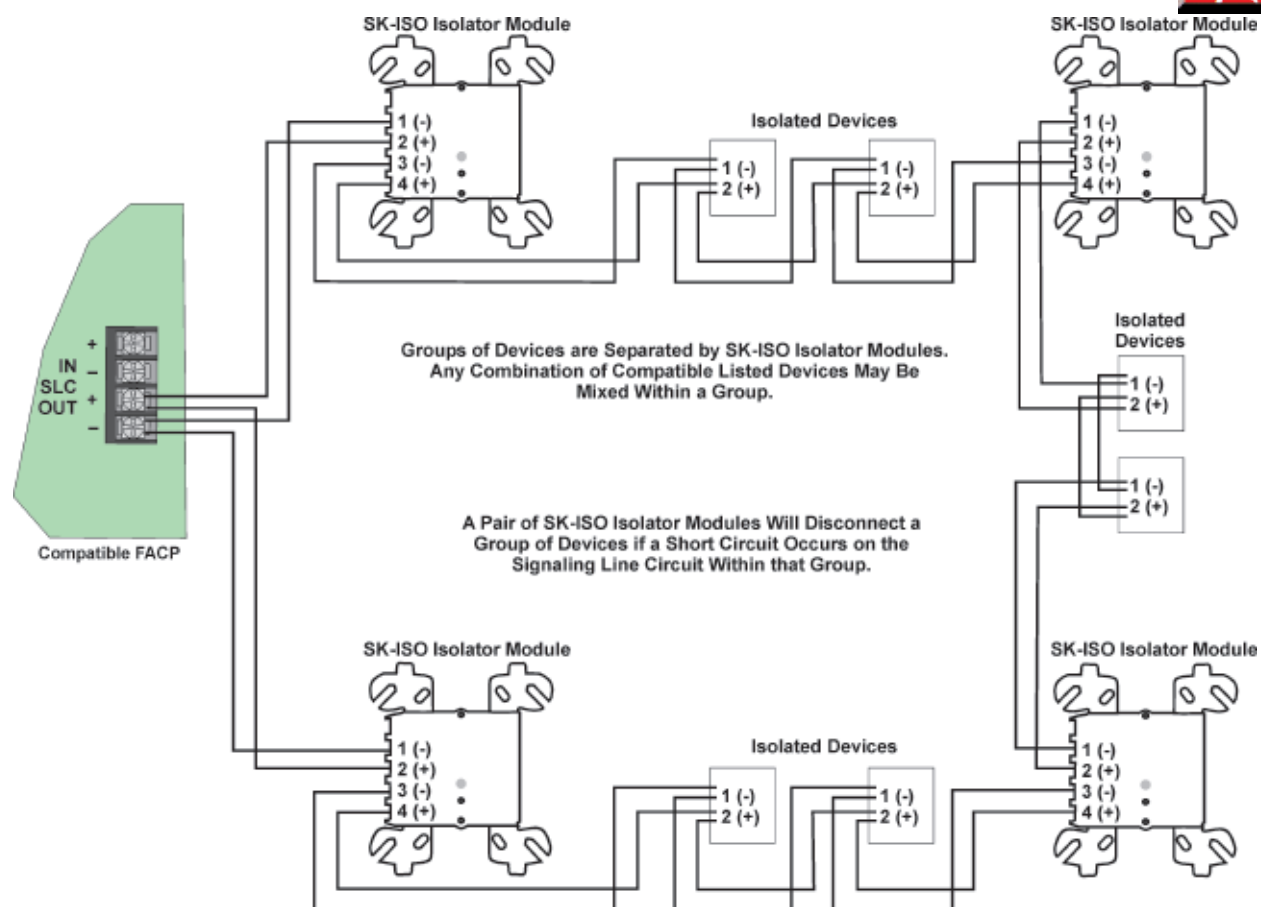 SK-ISO Isolator Module
SK-ISO Isolator Module
1 (-)
2 (+)
3 (-)
4 (+)
Isolated Devices
1 (-)
2 (+)
1 (-)
2 (+)
1 (-)
2 (+)
3 (-)
4 (+)
+
IN −
SLC
OUT +
−
Compatible FACP
Groups of Devices are Separated by SK-ISO Isolator Modules.
Any Combination of Compatible Listed Devices May Be
Mixed Within a Group.
Isolated
Devices
1 (-)
2 (+)
1 (-)
2 (+)
A Pair of SK-ISO Isolator Modules Will Disconnect a
Group of Devices if a Short Circuit Occurs on the
Signaling Line Circuit Within that Group.
SK-ISO Isolator Module
SK-ISO Isolator Module
1 (-)
2 (+)
3 (-)
4 (+)
Isolated Devices
1 (-)
2 (+)
1 (-)
2 (+)
1 (-)
2 (+)
3 (-)
4 (+)